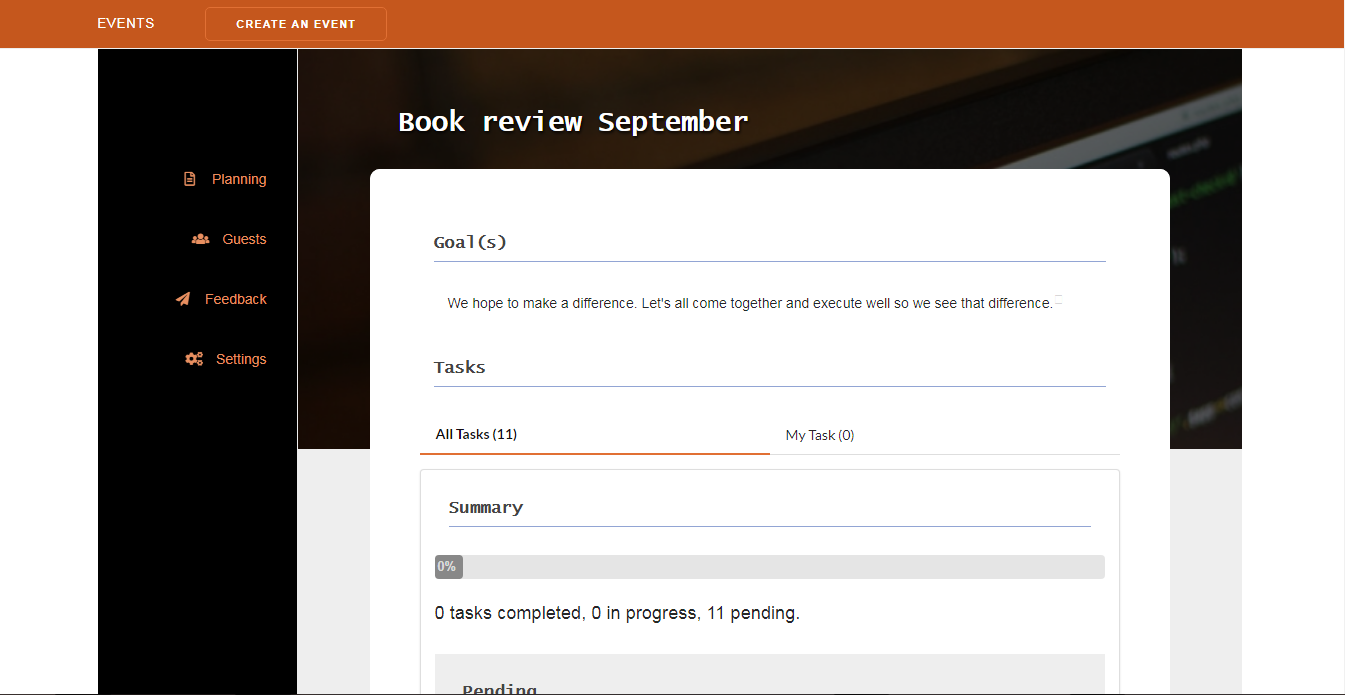 EVENTS
CREATE AN EVENT
Book review September
Planning
Guests
Feedback
Settings
Goal(s)
We hope to make a difference. Let's all come together and execute well so we see that difference.
Tasks
All Tasks (11)
My Task (0)
Summary
0%
0 tasks completed, 0 in progress, 11 pending.
Pending